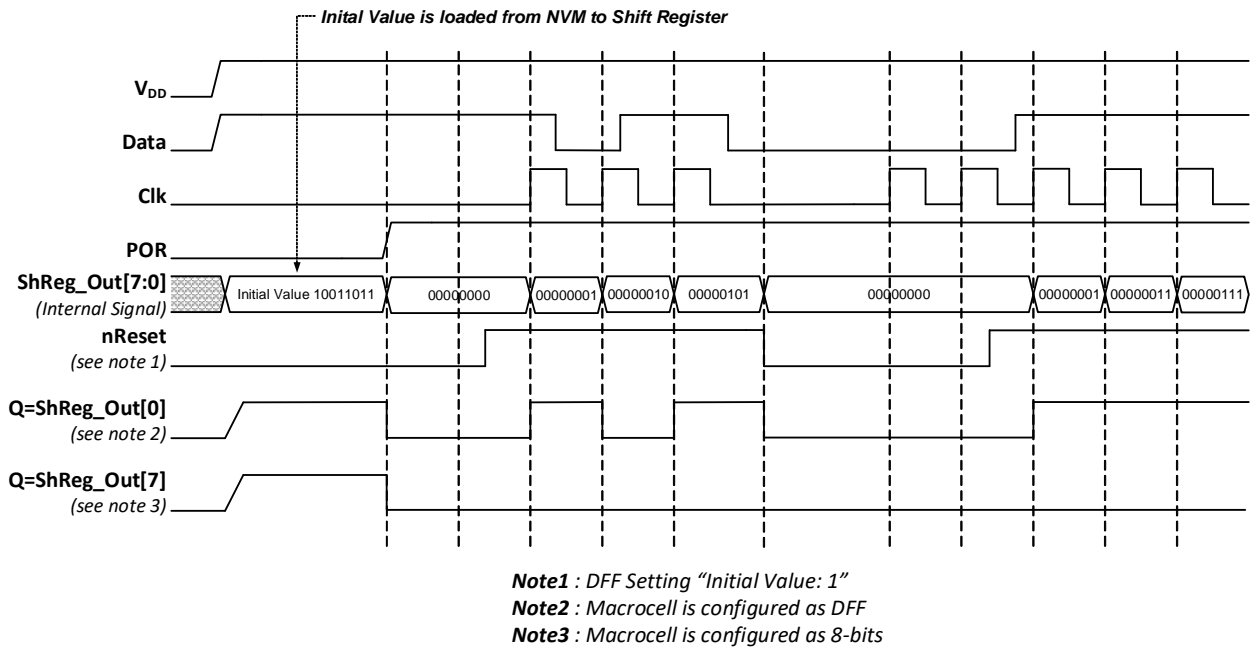 Inital Value is loaded from NVM to Shift Register
VDD
Data
Clk
POR
ShReg_Out[7:0]
(Internal Signal)
Initial Value 10011011 00000000 00000001 00000010 00000101 00000000 00000001 00000011 00000111
nReset
(see note 1)
Q=ShReg_Out[0]
(see note 2)
Q=ShReg_Out[7]
(see note 3)
Note1 : DFF Setting “Initial Value: 1”
Note2 : Macrocell is configured as DFF
Note3 : Macrocell is configured as 8-bits